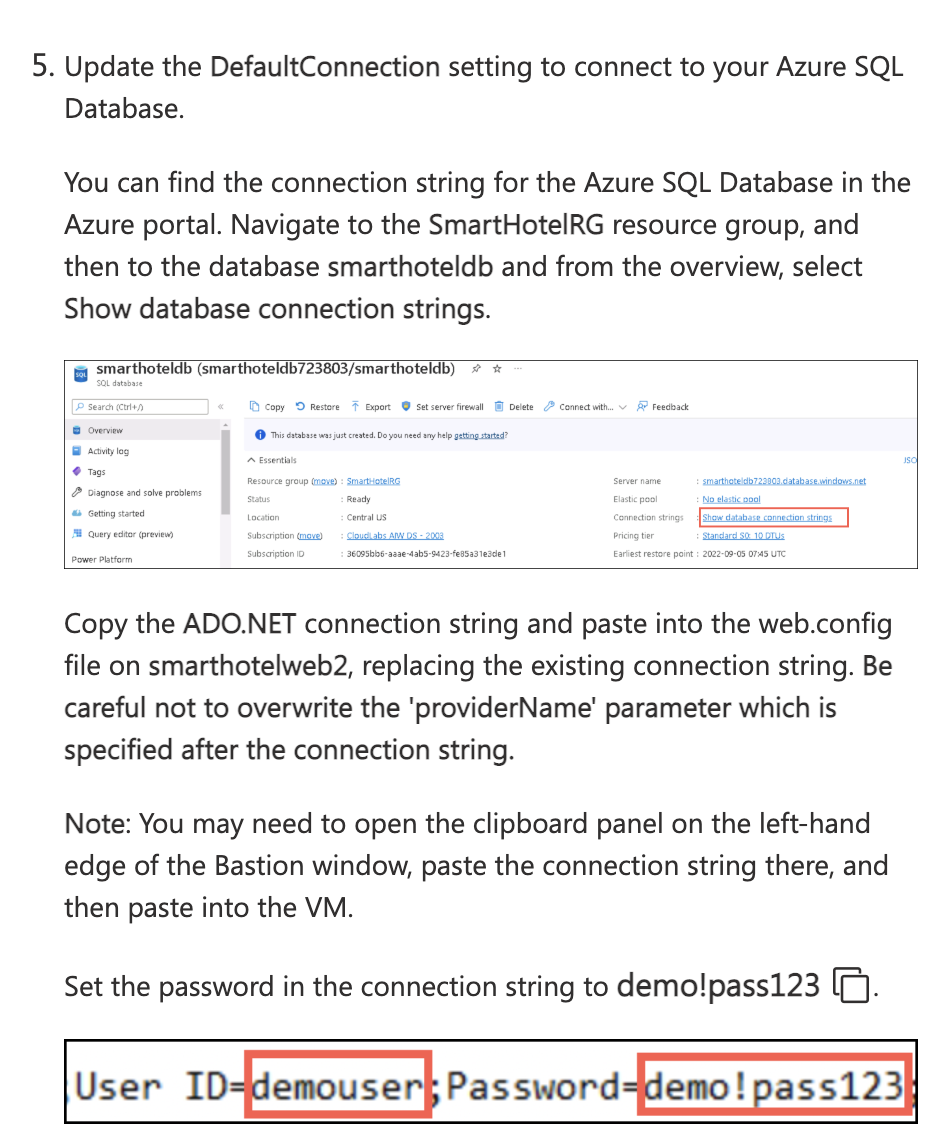 5. Update the DefaultConnection setting to connect to your Azure SQL
Database.
You can find the connection string for the Azure SQL Database in the
Azure portal. Navigate to the SmartHotelRG resource group, and
then to the database smarthoteldb and from the overview, select
Show database connection strings.
smarthoteldb (smarthoteldb723803/smarthoteldb) ...
SQL
SQL database
Search (Ctrl+/) «
Copy Restore Export Set server firewall Delete Connect with... Feedback
Overview
Activity log
Tags
Diagnose and solve problems
Getting started
Query editor (preview)
Power Platform
This database was just created. Do you need any help getting started?
Essentials JSO
Resource group (move) : SmartHotelRG Server name : smarthoteldb723803.database.windows.net
Status : Ready Elastic pool : No elastic pool
Location : Central US Connection strings : Show database connection strings
Subscription (move) : CloudLabs AIW DS - 2003 Pricing tier : Standard S0: 10 DTUs
Subscription ID : 36095bb6-aaae-4ab5-9423-fe85a31e3de1 Earliest restore point : 2022-09-05 07:45 UTC
Copy the ADO.NET connection string and paste into the web.config
file on smarthotelweb2, replacing the existing connection string. Be
careful not to overwrite the 'providerName' parameter which is
specified after the connection string.
Note: You may need to open the clipboard panel on the left-hand
edge of the Bastion window, paste the connection string there, and
then paste into the VM.
Set the password in the connection string to demo!pass123 .
;User ID=demouser;Password=demo!pass123;